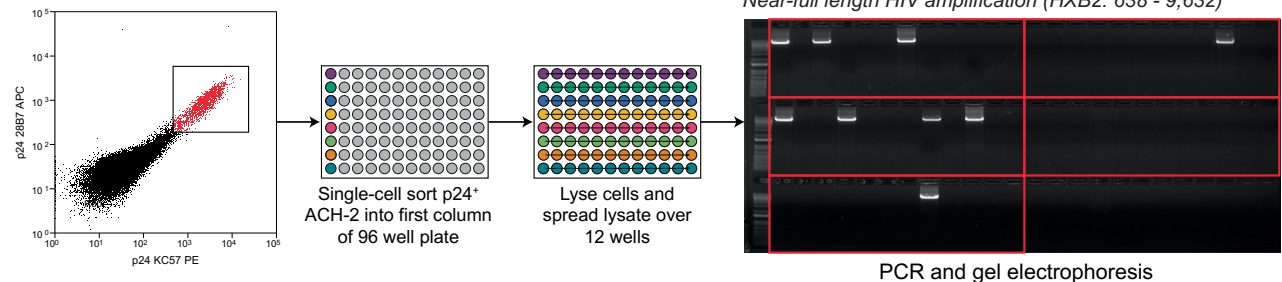 Near-full length HIV amplification (HXB2: 638 - 9,632)
p24 28B7 APC
10⁵
10⁴
10³
10²
10¹
10⁰
10⁰ 10¹ 10² 10³ 10⁴ 10⁵
p24 KC57 PE
Single-cell sort p24⁺
ACH-2 into first column
of 96 well plate
Lyse cells and
spread lysate over
12 wells
PCR and gel electrophoresis